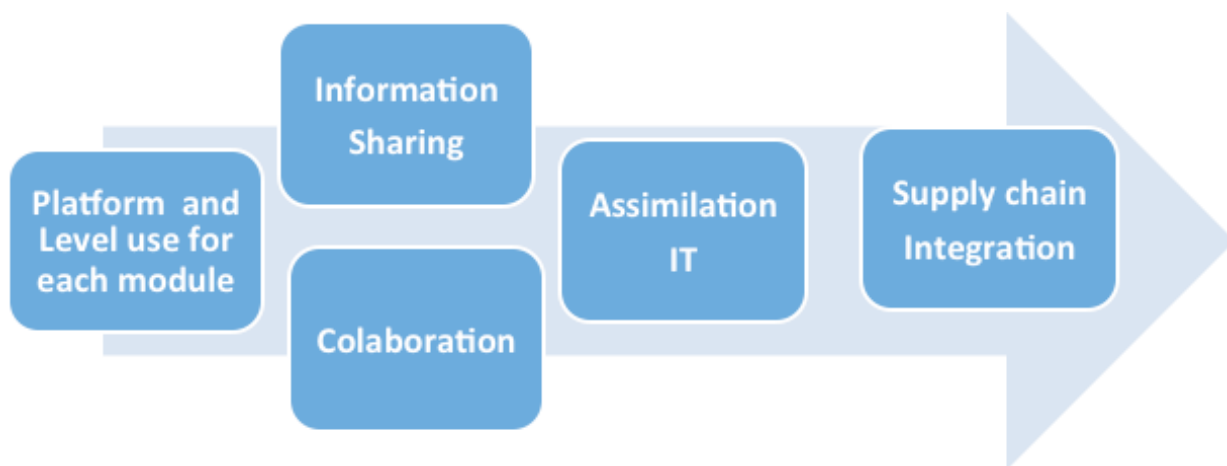 Platform and
Level use for
each module
Information
Sharing
Colaboration
Assimilation
IT
Supply chain
Integration